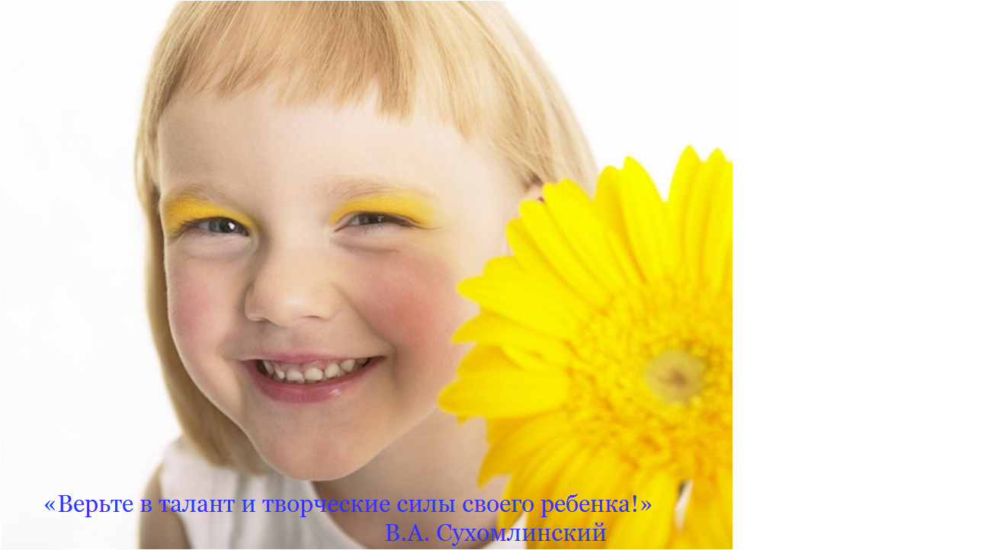 «Верьте в талант и творческие силы своего ребенка!»
В.А. Сухомлинский